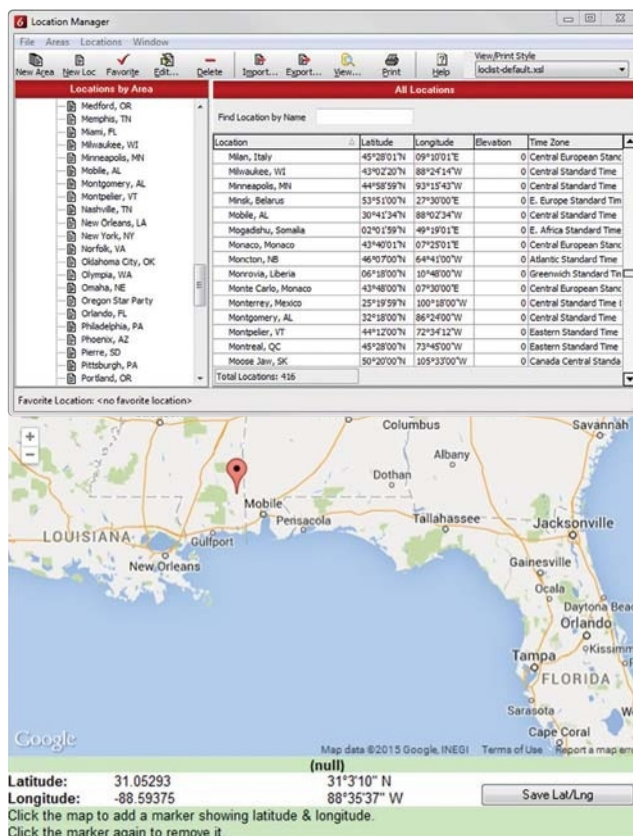 6 Location Manager
File Areas Locations Window
New Area New Loc Favorite Edit... Delete Import... Export... View... Print Help View/Print Style
loclist-default.xsl
Locations by Area
Medford, OR
Memphis, TN
Miami, FL
Milwaukee, WI
Minneapolis, MN
Mobile, AL
Montgomery, AL
Montpelier, VT
Nashville, TN
New Orleans, LA
New York, NY
Norfolk, VA
Oklahoma City, OK
Olympia, WA
Omaha, NE
Oregon Star Party
Orlando, FL
Philadelphia, PA
Phoenix, AZ
Pierre, SD
Pittsburgh, PA
Portland, OR
All Locations
Find Location by Name
Location Latitude Longitude Elevation Time Zone
Milan, Italy 45°28'01"N 09°10'01"E 0 Central European Stanc
Milwaukee, WI 43°02'20"N 88°24'14"W 0 Central Standard Time
Minneapolis, MN 44°58'59"N 93°15'43"W 0 Central Standard Time
Minsk, Belarus 53°51'00"N 27°30'00"E 0 E. Europe Standard Tim
Mobile, AL 30°41'34"N 88°02'34"W 0 Central Standard Time
Mogadishu, Somalia 02°01'59"N 49°19'01"E 0 E. Africa Standard Time
Monaco, Monaco 43°40'01"N 07°25'01"E 0 Central European Stanc
Moncton, NB 46°07'00"N 64°41'00"W 0 Atlantic Standard Time
Monrovia, Liberia 06°18'00"N 10°48'00"W 0 Greenwich Standard Tin
Monte Carlo, Monaco 43°48'00"N 07°30'00"E 0 Central European Stanc
Monterrey, Mexico 25°19'59"N 100°18'00"W 0 Central Standard Time (
Montgomery, AL 32°18'00"N 86°24'00"W 0 Central Standard Time
Montpelier, VT 44°12'00"N 72°34'12"W 0 Eastern Standard Time
Montreal, QC 45°28'00"N 73°45'00"W 0 Eastern Standard Time
Moose Jaw, SK 50°20'00"N 105°33'00"W 0 Canada Central Standa
Total Locations: 416
Favorite Location: <no favorite location>
Columbus
Savannah
Albany
Dothan
Mobile
Pensacola
Tallahassee
Jacksonville
LOUISIANA
Gulfport
New Orleans
Gainesville
Ocala
Daytona Bea
Orlando
Kissimm
Tampa
FLORIDA
Sarasota
Cape Coral
Google
Map data ©2015 Google, INEGI Terms of Use Report a map err
(null)
Latitude: 31.05293 31°3'10" N
Longitude: -88.59375 88°35'37" W
Save Lat/Lng
Click the map to add a marker showing latitude & longitude.
Click the marker again to remove it